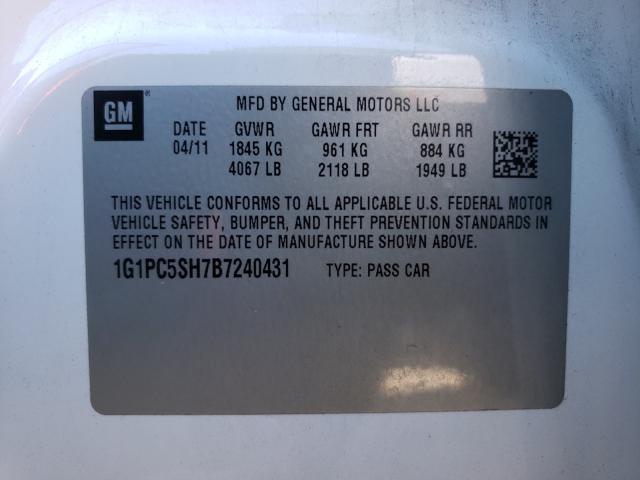 GM ®
MFD BY GENERAL MOTORS LLC
DATE GVWR GAWR FRT GAWR RR
04/11 1845 KG 961 KG 884 KG
4067 LB 2118 LB 1949 LB
THIS VEHICLE CONFORMS TO ALL APPLICABLE U.S. FEDERAL MOTOR
VEHICLE SAFETY, BUMPER, AND THEFT PREVENTION STANDARDS IN
EFFECT ON THE DATE OF MANUFACTURE SHOWN ABOVE.
1G1PC5SH7B7240431 TYPE: PASS CAR